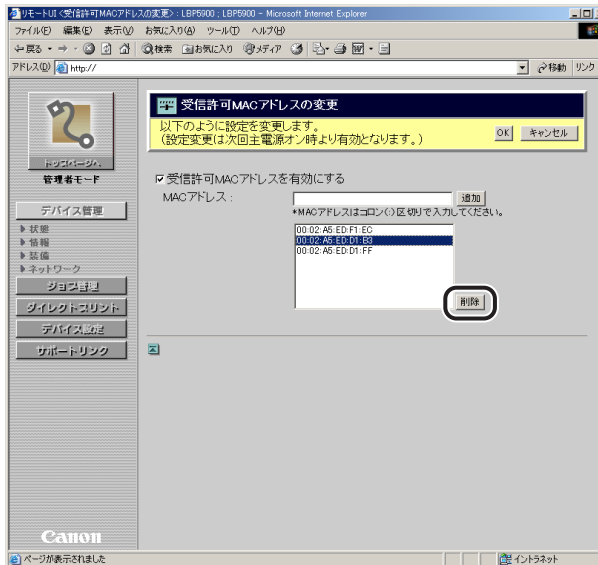 リモートUI <受信許可MACアドレスの変更> : LBP5900 ; LBP5900 - Microsoft Internet Explorer
ファイル(F) 編集(E) 表示(V) お気に入り(A) ツール(T) ヘルプ(H)
戻る 検索 お気に入り メディア
アドレス(D) http:// 移動 リンク
受信許可MACアドレスの変更
以下のように設定を変更します。
(設定変更は次回主電源オン時より有効となります。)
OK キャンセル
トップページへ
管理者モード
受信許可MACアドレスを有効にする
MACアドレス : 追加
*MACアドレスはコロン(:)区切りで入力してください。
00:02:A5:ED:F1:EC
00:02:A5:ED:D1:B3
00:02:A5:ED:D1:FF
削除
デバイス管理
状態
情報
装備
ネットワーク
ジョブ管理
ダイレクトプリント
デバイス設定
サポートリンク
Canon
ページが表示されました イントラネット